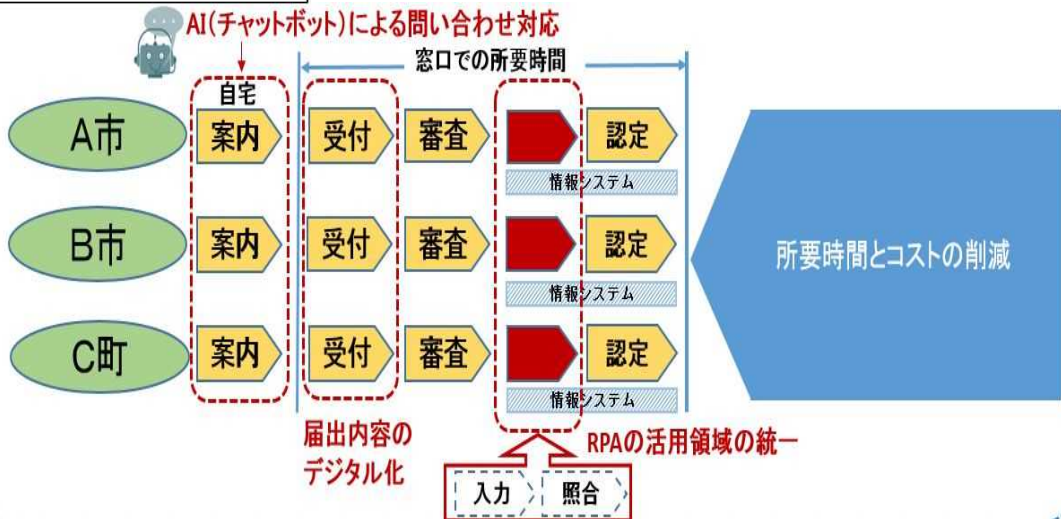 AI(チャットボット)による問い合わせ対応
窓口での所要時間
自宅
A市
案内
受付
審査
認定
情報システム
B市
案内
受付
審査
認定
情報システム
C町
案内
受付
審査
認定
情報システム
所要時間とコストの削減
届出内容の
デジタル化
RPAの活用領域の統一
入力
照合